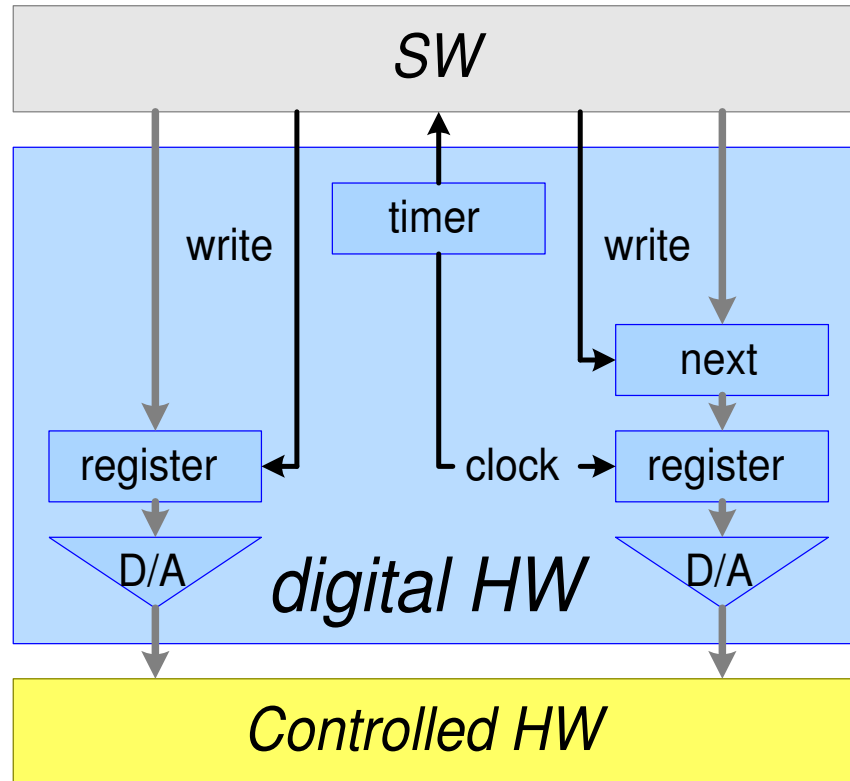 SW
timer
write
write
next
register
clock
register
D/A
D/A
digital HW
Controlled HW